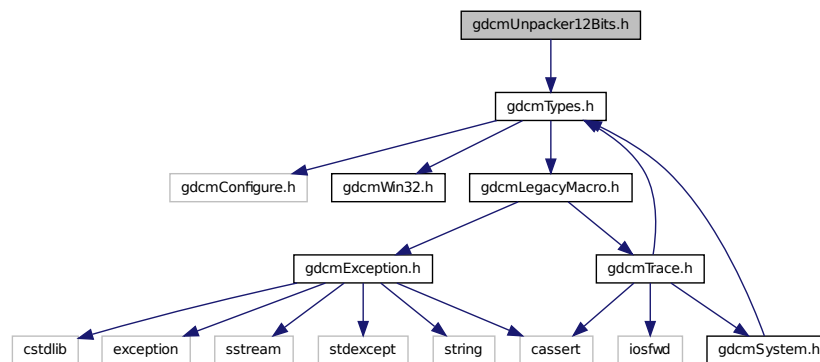 gdcmUnpacker12Bits.h
gdcmTypes.h
gdcmConfigure.h
gdcmWin32.h
gdcmLegacyMacro.h
gdcmException.h
gdcmTrace.h
cstdlib
exception
sstream
stdexcept
string
cassert
iosfwd
gdcmSystem.h